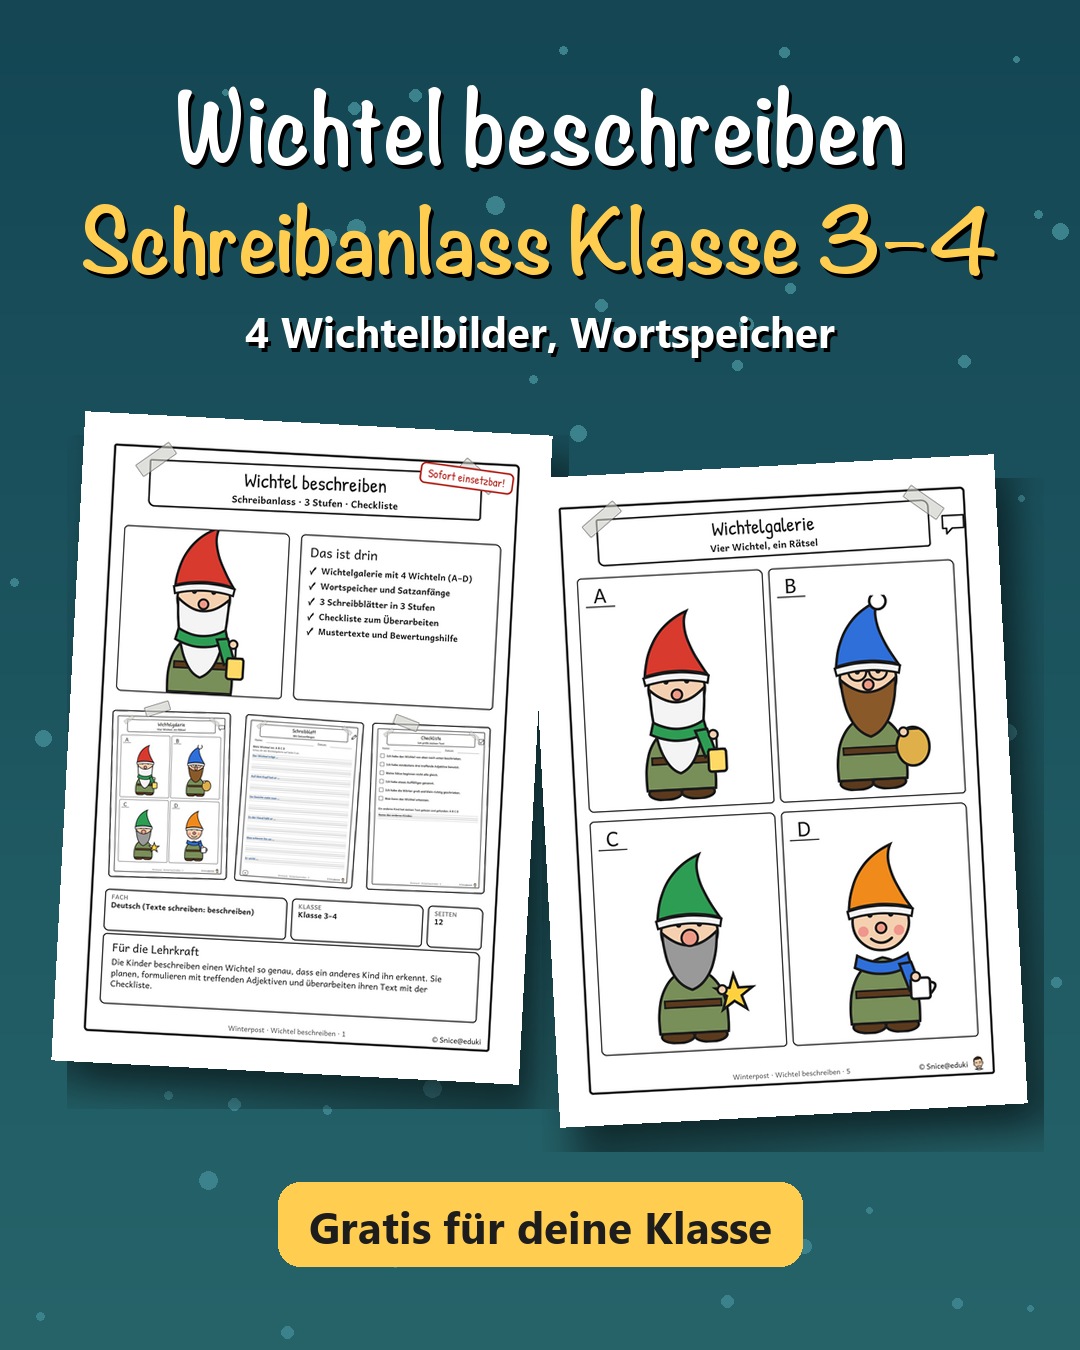 Wichtel beschreiben
Schreibanlass Klasse 3–4
4 Wichtelbilder, Wortspeicher
Wichtel beschreiben
Sofort einsetzbar!
Schreibanlass · 3 Stufen · Checkliste
Das ist drin
✓ Wichtelgalerie mit 4 Wichteln (A–D)
✓ Wortspeicher und Satzanfänge
✓ 3 Schreibblätter in 3 Stufen
✓ Checkliste zum Überarbeiten
✓ Mustertexte und Bewertungshilfe
Wichtelgalerie
A
B
C
D
Schreibblatt
Checkliste
FACH
Deutsch (Texte schreiben: beschreiben)
KLASSE
Klasse 3–4
SEITEN
12
Für die Lehrkraft
Die Kinder beschreiben einen Wichtel so genau, dass ein anderes Kind ihn erkennt. Sie
planen, formulieren mit treffenden Adjektiven und überarbeiten ihren Text mit der
Checkliste.
Winterpost · Wichtel beschreiben · 1
© Snice@eduki
Wichtelgalerie
Vier Wichtel, ein Rätsel
A
B
C
D
Winterpost · Wichtel beschreiben · 5
© Snice@eduki
Gratis für deine Klasse